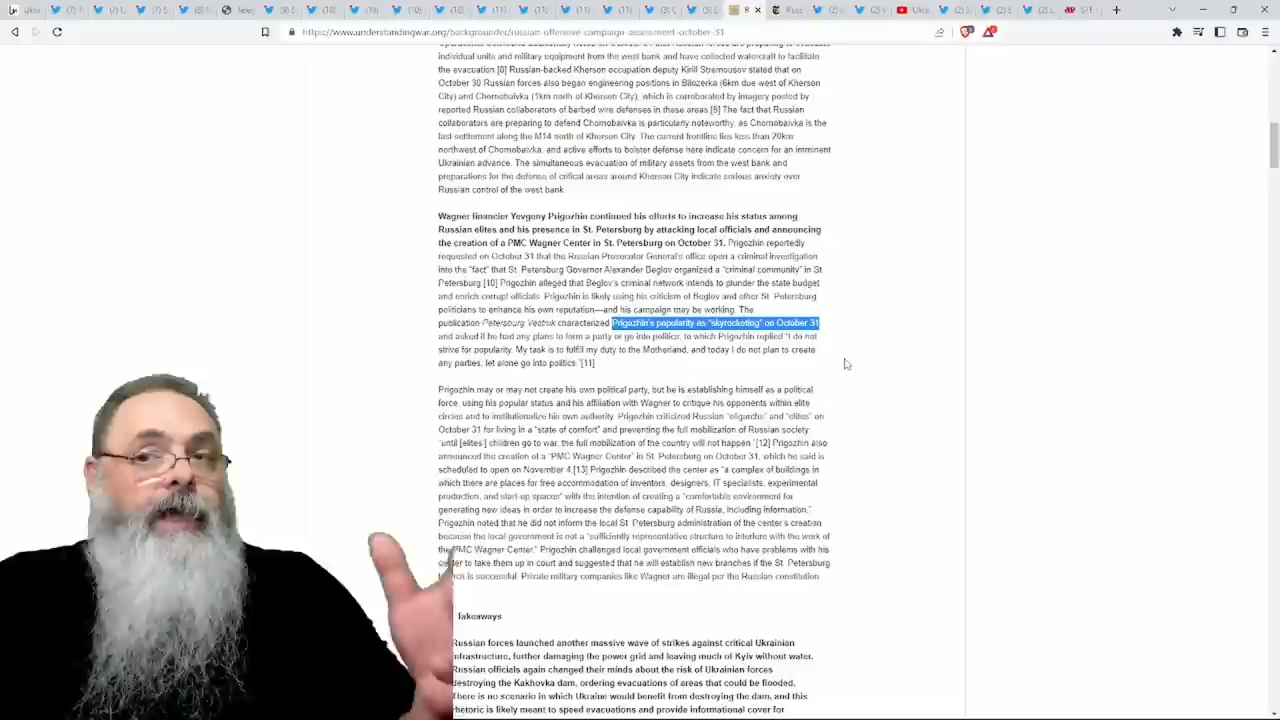 https://www.understandingwar.org/backgrounder/russian-offensive-campaign-assessment-october-31
individual units and military equipment from the west bank and have collected watercraft to facilitate
the evacuation.[8] Russian-backed Kherson occupation deputy Kirill Stremousov stated that on
October 30 Russian forces also began engineering positions in Bilozerka (6km due west of Kherson
City) and Chornobaivka (1km north of Kherson City), which is corroborated by imagery posted by
reported Russian collaborators of barbed wire defenses in these areas.[9] The fact that Russian
collaborators are preparing to defend Chornobaivka is particularly noteworthy, as Chornobaivka is the
last settlement along the M14 north of Kherson City. The current frontline lies less than 20km
northwest of Chornobaivka, and active efforts to bolster defense here indicate concern for an imminent
Ukrainian advance. The simultaneous evacuation of military assets from the west bank and
preparations for the defense of critical areas around Kherson City indicate serious anxiety over
Russian control of the west bank.
Wagner financier Yevgeny Prigozhin continued his efforts to increase his status among
Russian elites and his presence in St. Petersburg by attacking local officials and announcing
the creation of a PMC Wagner Center in St. Petersburg on October 31. Prigozhin reportedly
requested on October 31 that the Russian Prosecutor General's office open a criminal investigation
into the "fact" that St. Petersburg Governor Alexander Beglov organized a "criminal community" in St.
Petersburg.[10] Prigozhin alleged that Beglov's criminal network intends to plunder the state budget
and enrich corrupt officials. Prigozhin is likely using his criticism of Beglov and other St. Petersburg
politicians to enhance his own reputation—and his campaign may be working. The
publication Petersburg Vestnik characterized Prigozhin's popularity as "skyrocketing" on October 31
and asked if he had any plans to form a party or go into politics, to which Prigozhin replied "I do not
strive for popularity. My task is to fulfill my duty to the Motherland, and today I do not plan to create
any parties, let alone go into politics."[11]
Prigozhin may or may not create his own political party, but he is establishing himself as a political
force, using his popular status and his affiliation with Wagner to critique his opponents within elite
circles and to institutionalize his own authority. Prigozhin criticized Russian "oligarchs" and "elites" on
October 31 for living in a "state of comfort" and preventing the full mobilization of Russian society:
"until [elites'] children go to war, the full mobilization of the country will not happen."[12] Prigozhin also
announced the creation of a "PMC Wagner Center" in St. Petersburg on October 31, which he said is
scheduled to open on November 4.[13] Prigozhin described the center as "a complex of buildings in
which there are places for free accommodation of inventors, designers, IT specialists, experimental
production, and start-up spaces" with the intention of creating a "comfortable environment for
generating new ideas in order to increase the defense capability of Russia, including information."
Prigozhin noted that he did not inform the local St. Petersburg administration of the center's creation
because the local government is not a "sufficiently representative structure to interfere with the work of
the PMC Wagner Center." Prigozhin challenged local government officials who have problems with his
center to take them up in court and suggested that he will establish new branches if the St. Petersburg
is successful. Private military companies like Wagner are illegal per the Russian constitution
Takeaways
Russian forces launched another massive wave of strikes against critical Ukrainian
infrastructure, further damaging the power grid and leaving much of Kyiv without water.
Russian officials again changed their minds about the risk of Ukrainian forces
destroying the Kakhovka dam, ordering evacuations of areas that could be flooded.
There is no scenario in which Ukraine would benefit from destroying the dam, and this
rhetoric is likely meant to speed evacuations and provide informational cover for